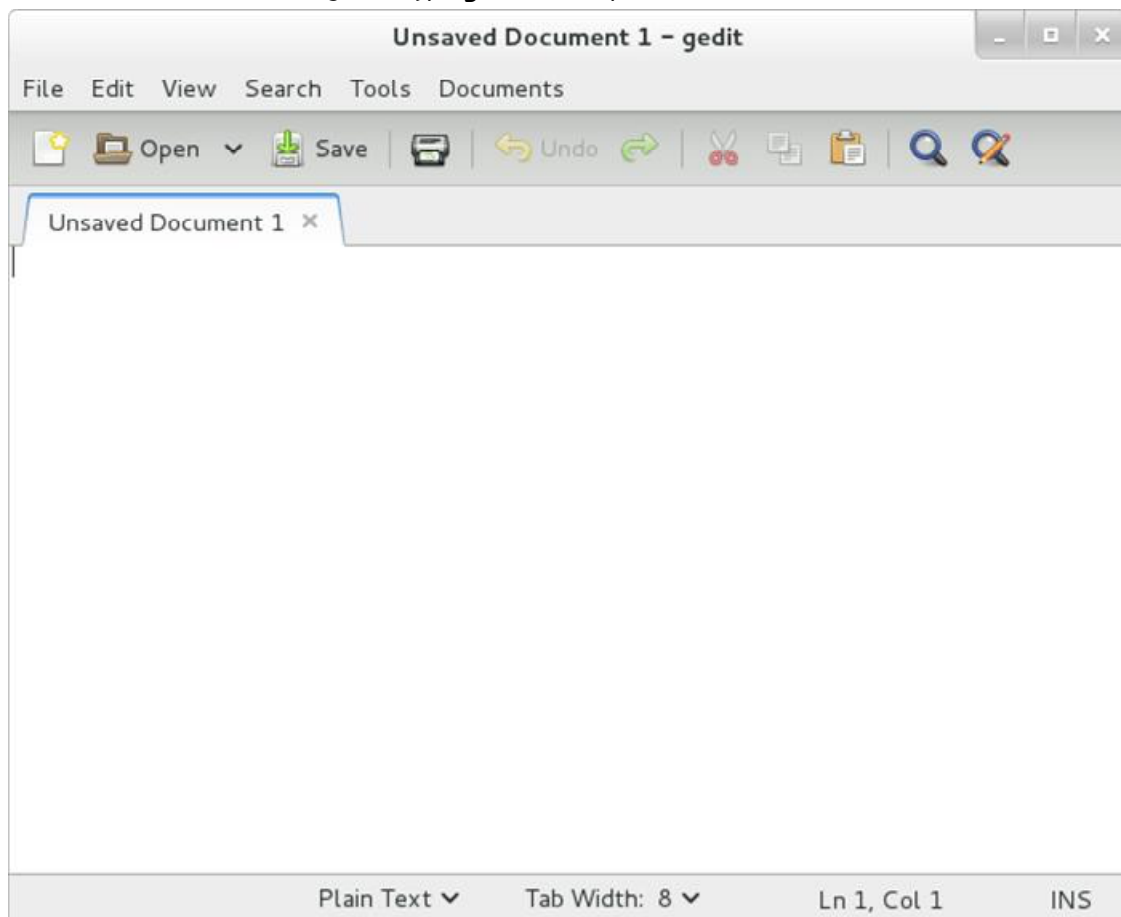 Unsaved Document 1 – gedit
File Edit View Search Tools Documents
Open Save Undo
Unsaved Document 1
Plain Text Tab Width: 8 Ln 1, Col 1 INS